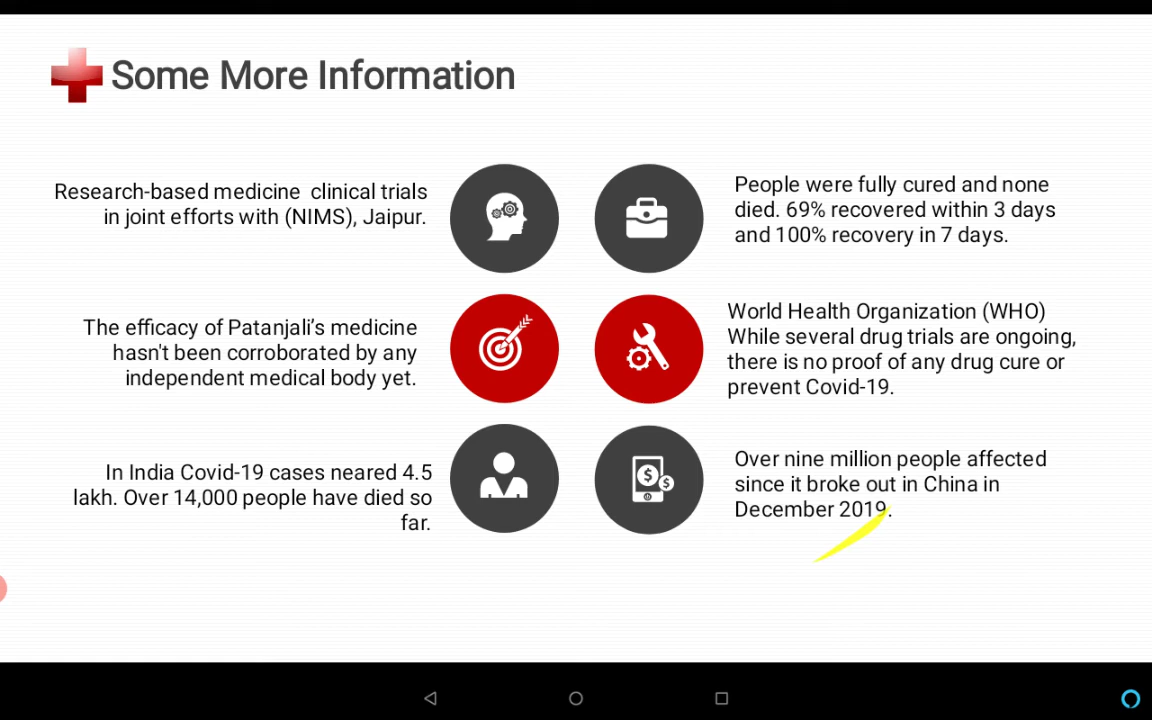 Some More Information
Research-based medicine  clinical trials
in joint efforts with (NIMS), Jaipur.
People were fully cured and none
died. 69% recovered within 3 days
and 100% recovery in 7 days.
The efficacy of Patanjali’s medicine
hasn't been corroborated by any
independent medical body yet.
World Health Organization (WHO)
While several drug trials are ongoing,
there is no proof of any drug cure or
prevent Covid-19.
In India Covid-19 cases neared 4.5
lakh. Over 14,000 people have died so
far.
Over nine million people affected
since it broke out in China in
December 2019.